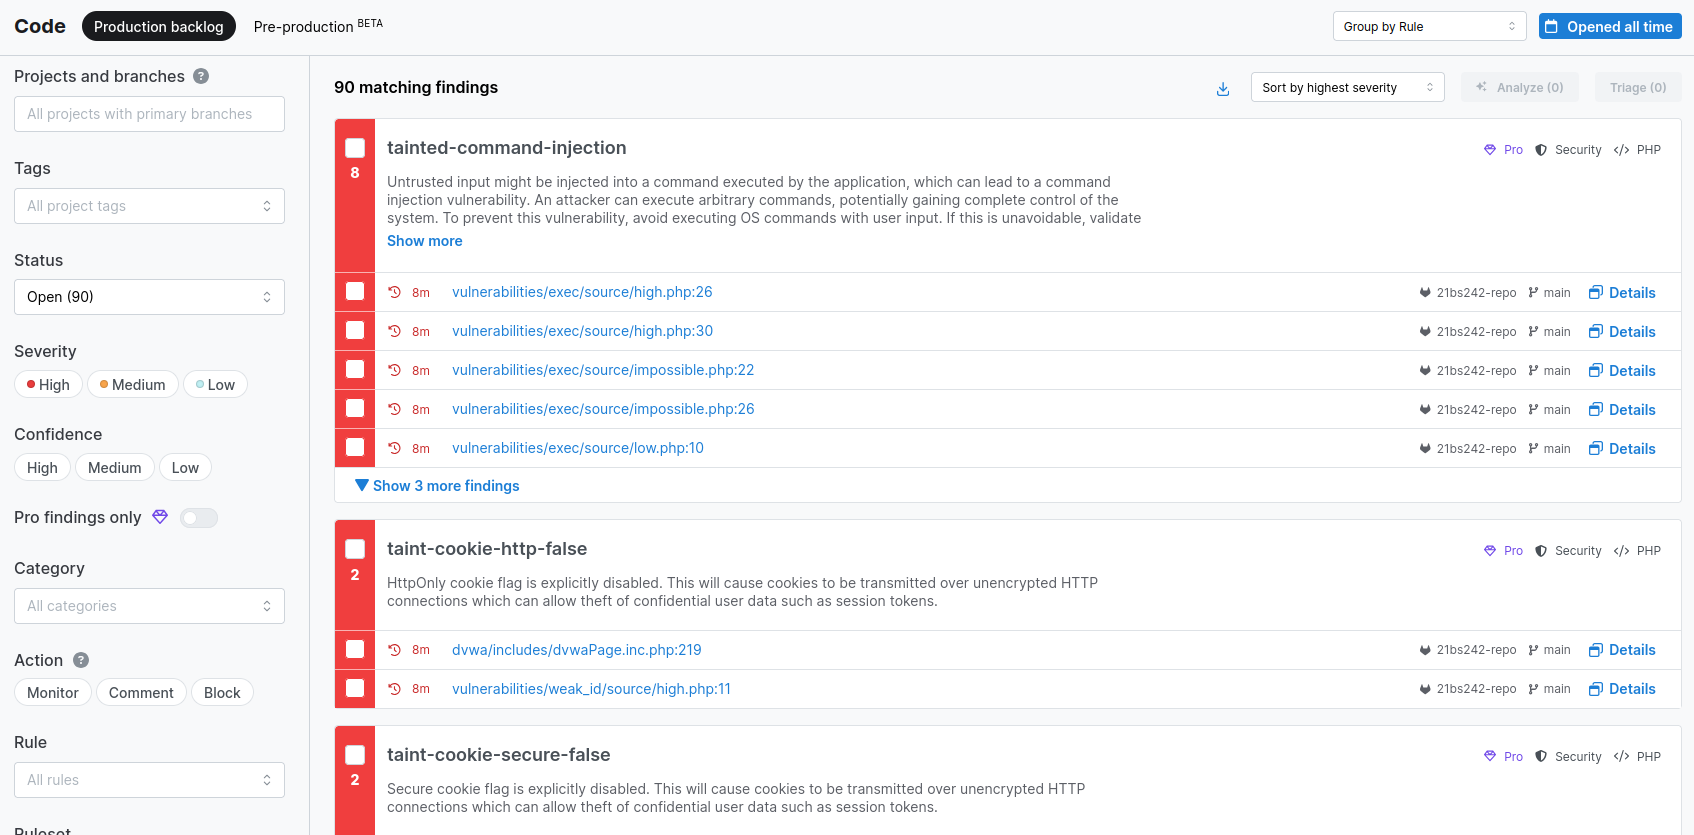 Code
Production backlog
Pre-production BETA
Group by Rule
Opened all time
Projects and branches ?
All projects with primary branches
Tags
All project tags
Status
Open (90)
Severity
High
Medium
Low
Confidence
High
Medium
Low
Pro findings only
Category
All categories
Action ?
Monitor
Comment
Block
Rule
All rules
Ruleset
90 matching findings
Sort by highest severity
Analyze (0)
Triage (0)
8
tainted-command-injection
Pro Security PHP
Untrusted input might be injected into a command executed by the application, which can lead to a command
injection vulnerability. An attacker can execute arbitrary commands, potentially gaining complete control of the
system. To prevent this vulnerability, avoid executing OS commands with user input. If this is unavoidable, validate
Show more
8m vulnerabilities/exec/source/high.php:26 21bs242-repo main Details
8m vulnerabilities/exec/source/high.php:30 21bs242-repo main Details
8m vulnerabilities/exec/source/impossible.php:22 21bs242-repo main Details
8m vulnerabilities/exec/source/impossible.php:26 21bs242-repo main Details
8m vulnerabilities/exec/source/low.php:10 21bs242-repo main Details
Show 3 more findings
2
taint-cookie-http-false
Pro Security PHP
HttpOnly cookie flag is explicitly disabled. This will cause cookies to be transmitted over unencrypted HTTP
connections which can allow theft of confidential user data such as session tokens.
8m dvwa/includes/dvwaPage.inc.php:219 21bs242-repo main Details
8m vulnerabilities/weak_id/source/high.php:11 21bs242-repo main Details
2
taint-cookie-secure-false
Pro Security PHP
Secure cookie flag is explicitly disabled. This will cause cookies to be transmitted over unencrypted HTTP
connections which can allow theft of confidential user data such as session tokens.